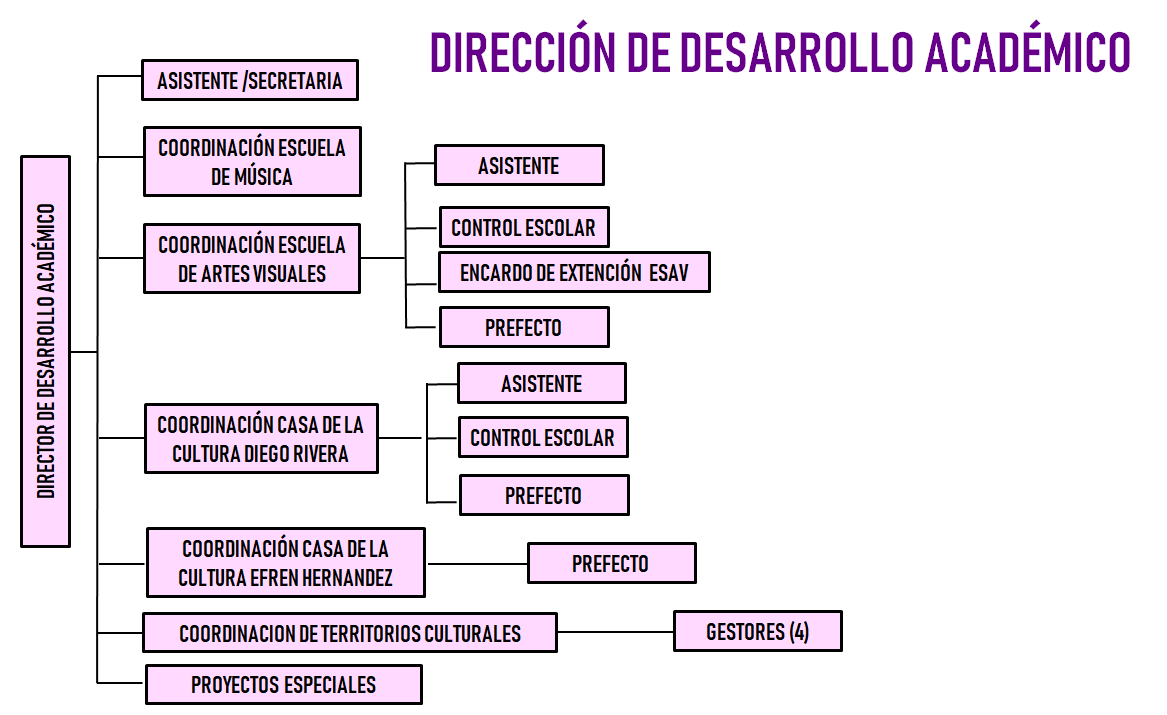 DIRECCIÓN DE DESARROLLO ACADÉMICO
DIRECTOR DE DESARROLLO ACADÉMICO
ASISTENTE /SECRETARIA
COORDINACIÓN ESCUELA
DE MÚSICA
COORDINACIÓN ESCUELA
DE ARTES VISUALES
ASISTENTE
CONTROL ESCOLAR
ENCARDO DE EXTENCIÓN ESAV
PREFECTO
COORDINACIÓN CASA DE LA
CULTURA DIEGO RIVERA
ASISTENTE
CONTROL ESCOLAR
PREFECTO
COORDINACIÓN CASA DE LA
CULTURA EFREN HERNANDEZ
PREFECTO
COORDINACION DE TERRITORIOS CULTURALES
GESTORES (4)
PROYECTOS ESPECIALES